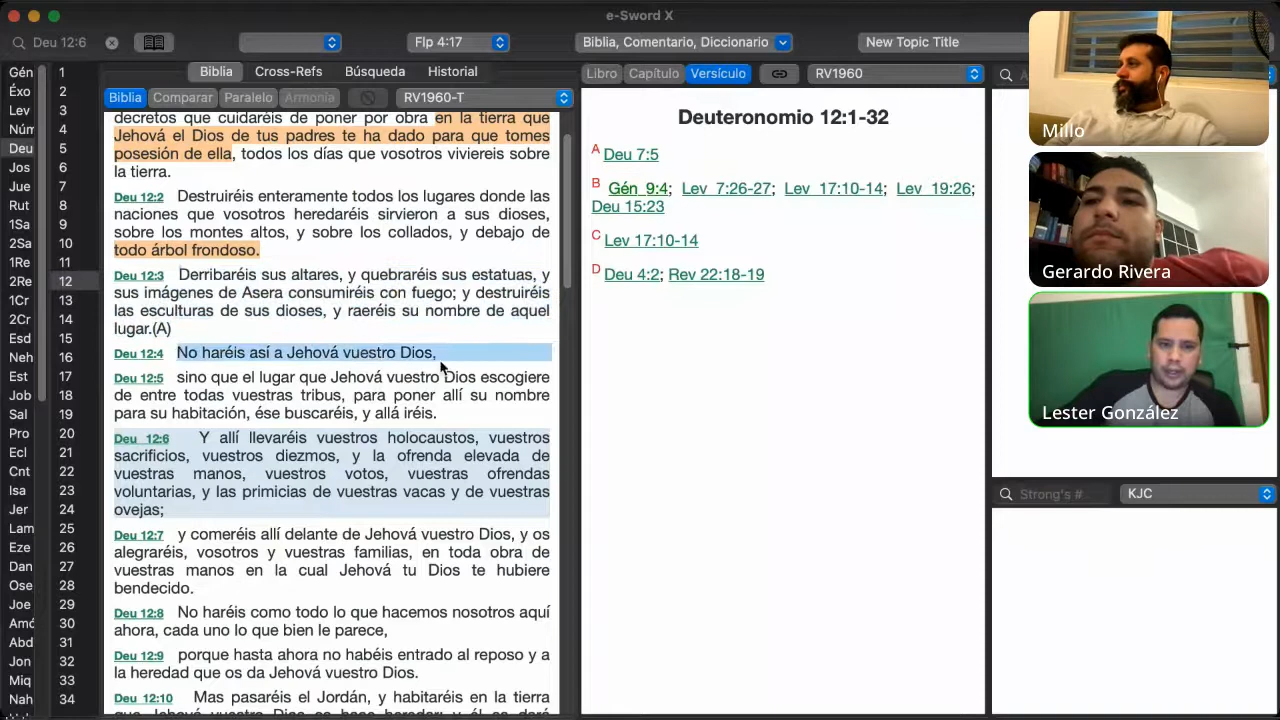 e-Sword X
Deu 12:6
Flp 4:17
Biblia, Comentario, Diccionario
New Topic Title
Biblia
Cross-Refs
Búsqueda
Historial
Biblia
Comparar
Paralelo
Armonía
RV1960-T
Gén
Éxo
Lev
Núm
Deu
Jos
Jue
Rut
1Sa
2Sa
1Re
2Re
1Cr
2Cr
Esd
Neh
Est
Job
Sal
Pro
Ecl
Cnt
Isa
Jer
Lam
Eze
Dan
Ose
Joe
Amó
Abd
Jon
Miq
Nah
1
2
3
4
5
6
7
8
9
10
11
12
13
14
15
16
17
18
19
20
21
22
23
24
25
26
27
28
29
30
31
32
33
34
decretos que cuidaréis de poner por obra en la tierra que
Jehová el Dios de tus padres te ha dado para que tomes
posesión de ella, todos los días que vosotros viviereis sobre
la tierra.
Deu 12:2 Destruiréis enteramente todos los lugares donde las
naciones que vosotros heredaréis sirvieron a sus dioses,
sobre los montes altos, y sobre los collados, y debajo de
todo árbol frondoso.
Deu 12:3 Derribaréis sus altares, y quebraréis sus estatuas, y
sus imágenes de Asera consumiréis con fuego; y destruiréis
las esculturas de sus dioses, y raeréis su nombre de aquel
lugar.(A)
Deu 12:4 No haréis así a Jehová vuestro Dios,
Deu 12:5 sino que el lugar que Jehová vuestro Dios escogiere
de entre todas vuestras tribus, para poner allí su nombre
para su habitación, ése buscaréis, y allá iréis.
Deu 12:6 Y allí llevaréis vuestros holocaustos, vuestros
sacrificios, vuestros diezmos, y la ofrenda elevada de
vuestras manos, vuestros votos, vuestras ofrendas
voluntarias, y las primicias de vuestras vacas y de vuestras
ovejas;
Deu 12:7 y comeréis allí delante de Jehová vuestro Dios, y os
alegraréis, vosotros y vuestras familias, en toda obra de
vuestras manos en la cual Jehová tu Dios te hubiere
bendecido.
Deu 12:8 No haréis como todo lo que hacemos nosotros aquí
ahora, cada uno lo que bien le parece,
Deu 12:9 porque hasta ahora no habéis entrado al reposo y a
la heredad que os da Jehová vuestro Dios.
Deu 12:10 Mas pasaréis el Jordán, y habitaréis en la tierra
Libro
Capítulo
Versículo
RV1960
Deuteronomio 12:1-32
A Deu 7:5
B Gén 9:4; Lev 7:26-27; Lev 17:10-14; Lev 19:26;
Deu 15:23
C Lev 17:10-14
D Deu 4:2; Rev 22:18-19
Millo
Gerardo Rivera
Lester González
Strong's #
KJC